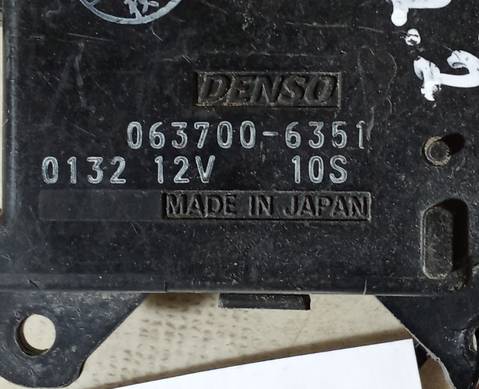 DENSO
063700-6351
0132 12V 10S
MADE IN JAPAN